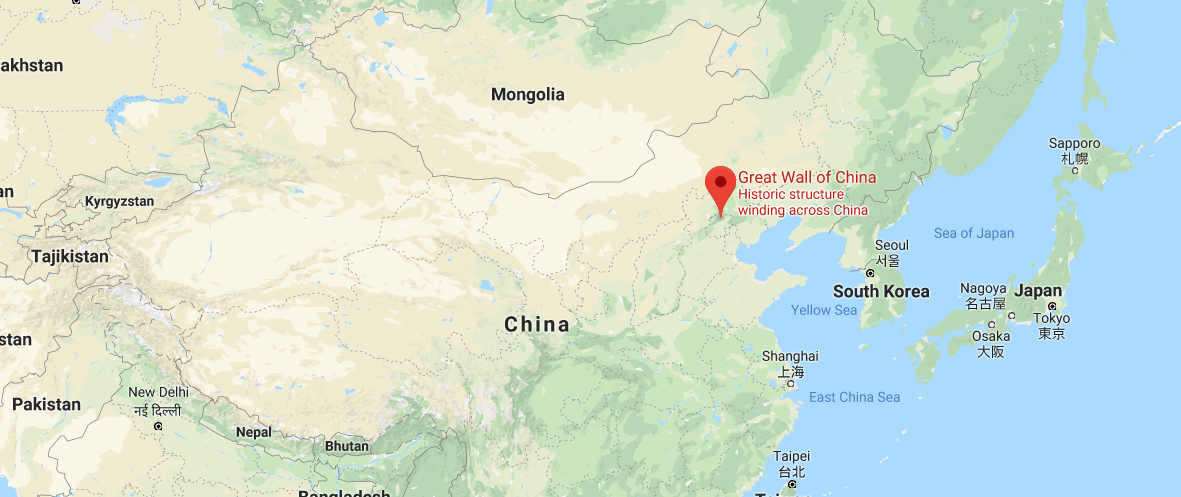 akhstan
Mongolia
Sapporo
札幌
Great Wall of China
Historic structure
winding across China
an
Kyrgyzstan
Sea of Japan
Tajikistan
Seoul
서울
South Korea
Nagoya
名古屋
Japan
Yellow Sea
Tokyo
東京
China
stan
Osaka
大阪
Shanghai
上海
New Delhi
नई दिल्ली
East China Sea
Pakistan
Nepal
Bhutan
Taipei
台北
Bangladesh